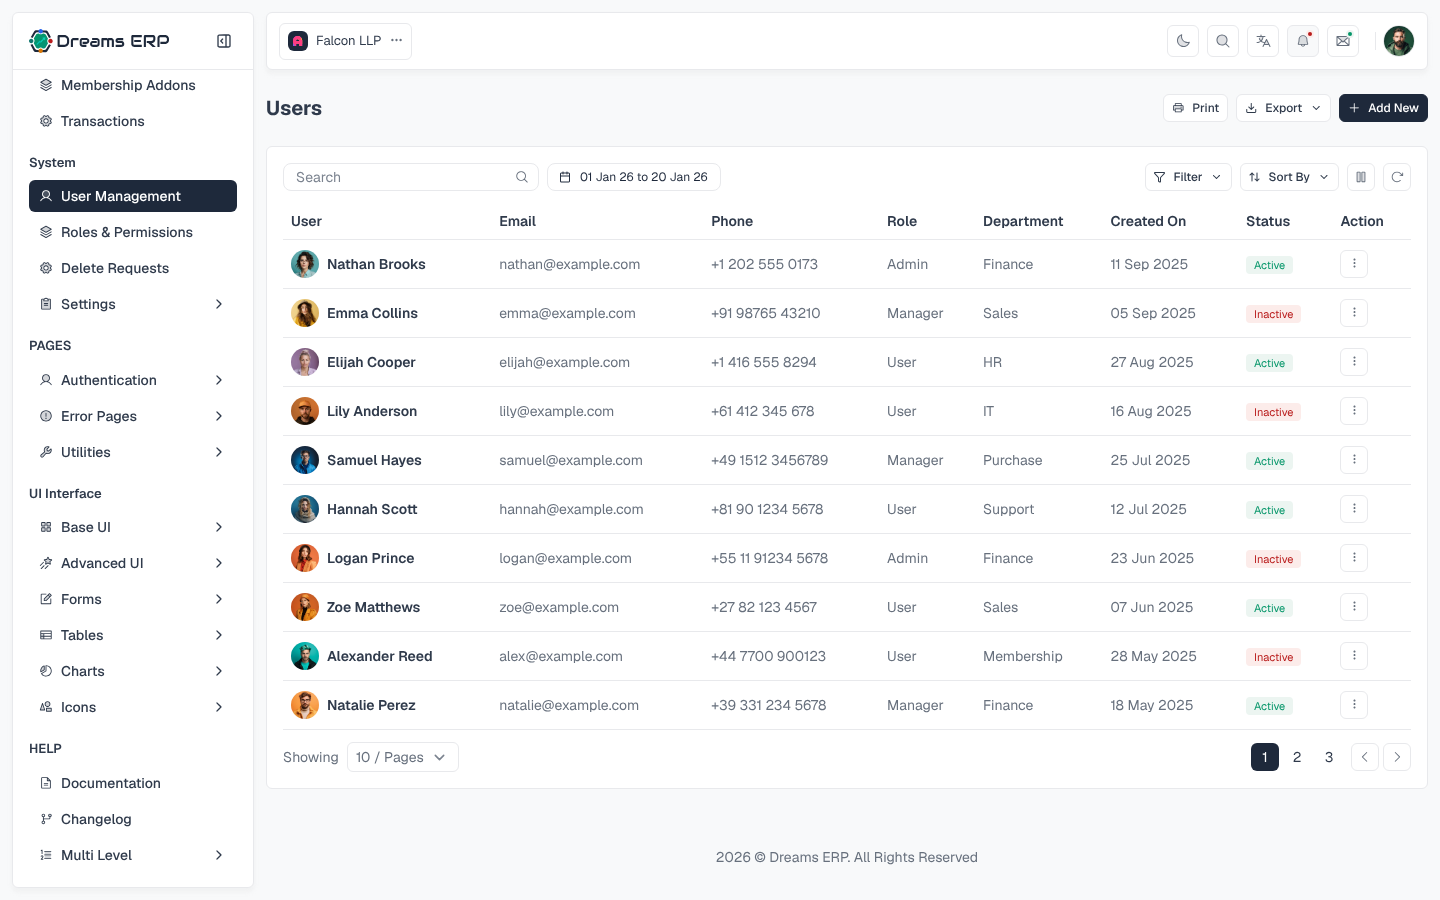 Dreams ERP
Membership Addons
Transactions
System
User Management
Roles & Permissions
Delete Requests
Settings
PAGES
Authentication
Error Pages
Utilities
UI Interface
Base UI
Advanced UI
Forms
Tables
Charts
Icons
HELP
Documentation
Changelog
Multi Level
Falcon LLP
Users
Print Export Add New
Search 01 Jan 26 to 20 Jan 26 Filter Sort By
User Email Phone Role Department Created On Status Action
Nathan Brooks nathan@example.com +1 202 555 0173 Admin Finance 11 Sep 2025 Active
Emma Collins emma@example.com +91 98765 43210 Manager Sales 05 Sep 2025 Inactive
Elijah Cooper elijah@example.com +1 416 555 8294 User HR 27 Aug 2025 Active
Lily Anderson lily@example.com +61 412 345 678 User IT 16 Aug 2025 Inactive
Samuel Hayes samuel@example.com +49 1512 3456789 Manager Purchase 25 Jul 2025 Active
Hannah Scott hannah@example.com +81 90 1234 5678 User Support 12 Jul 2025 Active
Logan Prince logan@example.com +55 11 91234 5678 Admin Finance 23 Jun 2025 Inactive
Zoe Matthews zoe@example.com +27 82 123 4567 User Sales 07 Jun 2025 Active
Alexander Reed alex@example.com +44 7700 900123 User Membership 28 May 2025 Inactive
Natalie Perez natalie@example.com +39 331 234 5678 Manager Finance 18 May 2025 Active
Showing 10 / Pages 1 2 3
2026 © Dreams ERP. All Rights Reserved